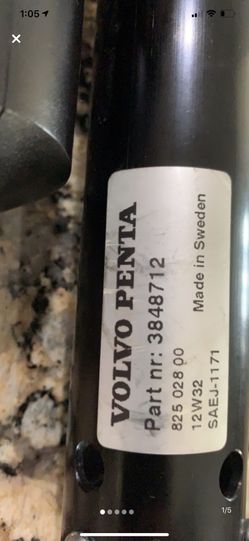 1:05
VOLVO PENTA
Part nr: 3848712
825 028 00
12W32 Made in Sweden
SAEJ-1171
1/5